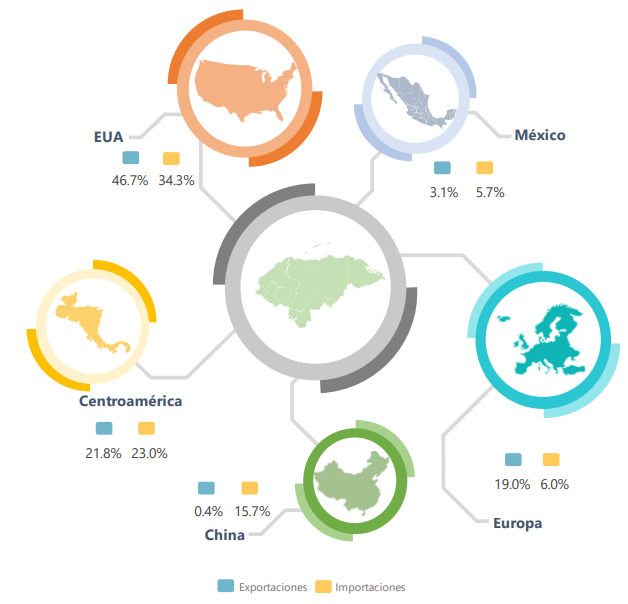 EUA
46.7% 34.3%
México
3.1% 5.7%
Centroamérica
21.8% 23.0%
19.0% 6.0%
Europa
0.4% 15.7%
China
Exportaciones Importaciones